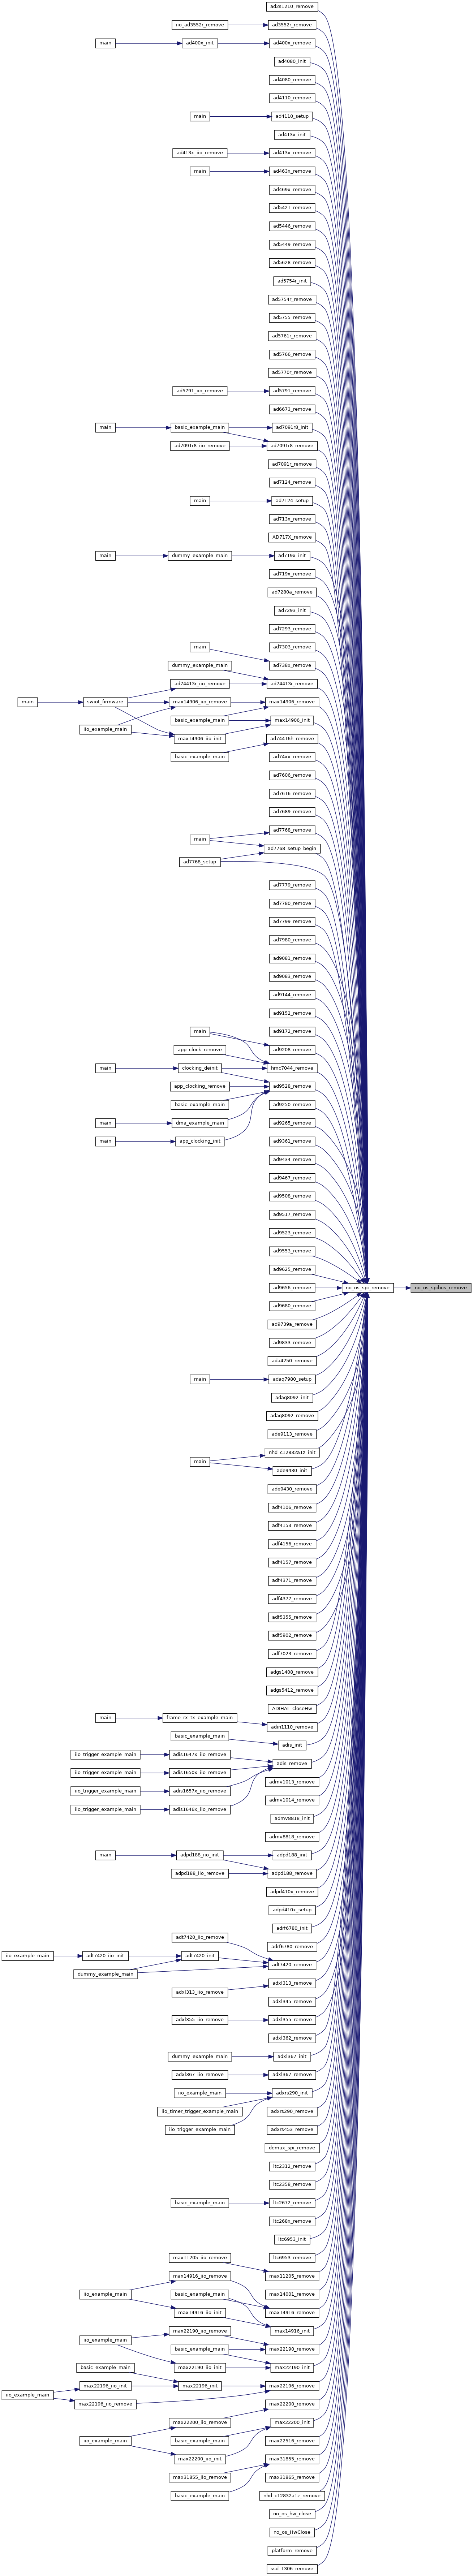 ad2s1210_remove
iio_ad3552r_remove
ad3552r_remove
main
ad400x_init
ad400x_remove
ad4080_init
ad4080_remove
ad4110_remove
main
ad4110_setup
ad413x_init
ad413x_iio_remove
ad413x_remove
main
ad463x_remove
ad469x_remove
ad5421_remove
ad5446_remove
ad5449_remove
ad5628_remove
ad5754r_init
ad5754r_remove
ad5755_remove
ad5761r_remove
ad5766_remove
ad5770r_remove
ad5791_iio_remove
ad5791_remove
ad6673_remove
main
basic_example_main
ad7091r8_init
ad7091r8_iio_remove
ad7091r8_remove
ad7091r_remove
ad7124_remove
main
ad7124_setup
ad713x_remove
AD717X_remove
main
dummy_example_main
ad719x_init
ad719x_remove
ad7280a_remove
ad7293_init
ad7293_remove
main
ad7303_remove
dummy_example_main
ad738x_remove
ad74413r_iio_remove
ad74413r_remove
main
swiot_firmware
max14906_iio_remove
max14906_remove
basic_example_main
max14906_init
iio_example_main
max14906_iio_init
ad74416h_remove
basic_example_main
ad74xx_remove
ad7606_remove
ad7616_remove
ad7689_remove
ad7768_remove
main
ad7768_setup_begin
ad7768_setup
ad7779_remove
ad7780_remove
ad7799_remove
ad7980_remove
ad9081_remove
ad9083_remove
ad9144_remove
ad9152_remove
main
ad9172_remove
app_clock_remove
ad9208_remove
main
clocking_deinit
hmc7044_remove
app_clocking_remove
ad9528_remove
basic_example_main
ad9250_remove
main
dma_example_main
ad9265_remove
main
app_clocking_init
ad9361_remove
ad9434_remove
ad9467_remove
ad9508_remove
ad9517_remove
ad9523_remove
ad9553_remove
ad9625_remove
ad9656_remove
no_os_spi_remove
no_os_spibus_remove
ad9680_remove
ad9739a_remove
ad9833_remove
ada4250_remove
main
adaq7980_setup
adaq8092_init
adaq8092_remove
ade9113_remove
nhd_c12832a1z_init
main
ade9430_init
ade9430_remove
adf4106_remove
adf4153_remove
adf4156_remove
adf4157_remove
adf4371_remove
adf4377_remove
adf5355_remove
adf5902_remove
adf7023_remove
adgs1408_remove
adgs5412_remove
ADIHAL_closeHw
main
frame_rx_tx_example_main
adin1110_remove
basic_example_main
adis_init
iio_trigger_example_main
adis1647x_iio_remove
adis_remove
iio_trigger_example_main
adis1650x_iio_remove
admv1013_remove
iio_trigger_example_main
adis1657x_iio_remove
admv1014_remove
iio_trigger_example_main
adis1646x_iio_remove
admv8818_init
admv8818_remove
main
adpd188_iio_init
adpd188_init
adpd188_iio_remove
adpd188_remove
adpd410x_remove
adpd410x_setup
adrf6780_init
adt7420_iio_remove
adrf6780_remove
iio_example_main
adt7420_iio_init
adt7420_init
adt7420_remove
dummy_example_main
adxl313_iio_remove
adxl313_remove
adxl345_remove
adxl355_iio_remove
adxl355_remove
adxl362_remove
dummy_example_main
adxl367_init
adxl367_iio_remove
adxl367_remove
iio_example_main
adxrs290_init
iio_timer_trigger_example_main
adxrs290_remove
iio_trigger_example_main
adxrs453_remove
demux_spi_remove
ltc2312_remove
ltc2358_remove
basic_example_main
ltc2672_remove
ltc268x_remove
ltc6953_init
ltc6953_remove
max11205_iio_remove
max11205_remove
max14916_iio_remove
max14001_remove
iio_example_main
basic_example_main
max14916_iio_init
max14916_remove
max14916_init
max22190_iio_remove
iio_example_main
basic_example_main
max22190_remove
basic_example_main
max22190_iio_init
max22190_init
max22196_iio_init
max22196_init
max22196_remove
iio_example_main
max22196_iio_remove
max22200_remove
max22200_iio_remove
max22200_init
iio_example_main
basic_example_main
max22516_remove
max22200_iio_init
max31855_remove
max31855_iio_remove
max31865_remove
basic_example_main
nhd_c12832a1z_remove
no_os_hw_close
no_os_HwClose
platform_remove
ssd_1306_remove